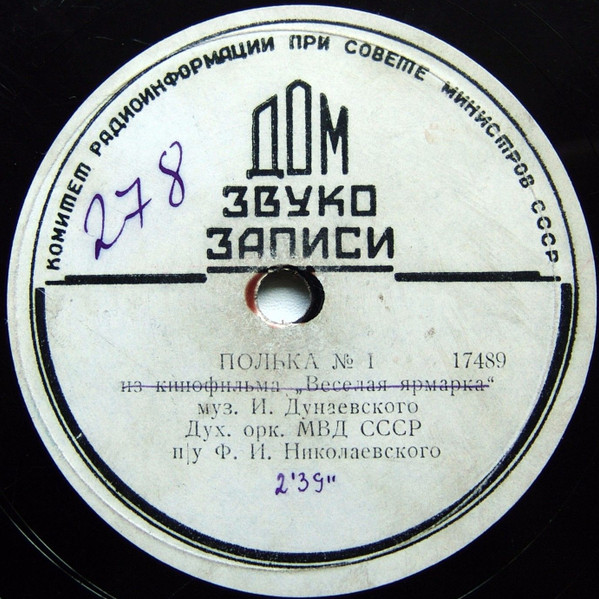 КОМИТЕТ РАДИОИНФОРМАЦИИ ПРИ СОВЕТЕ МИНИСТРОВ СССР
278
ДОМ
ЗВУКО
ЗАПИСИ
ПОЛЬКА № 1 17489
из кинофильма „Веселая ярмарка“
муз. И. Дунаевского
Дух. орк. МВД СССР
п/у Ф. И. Николаевского
2'39"